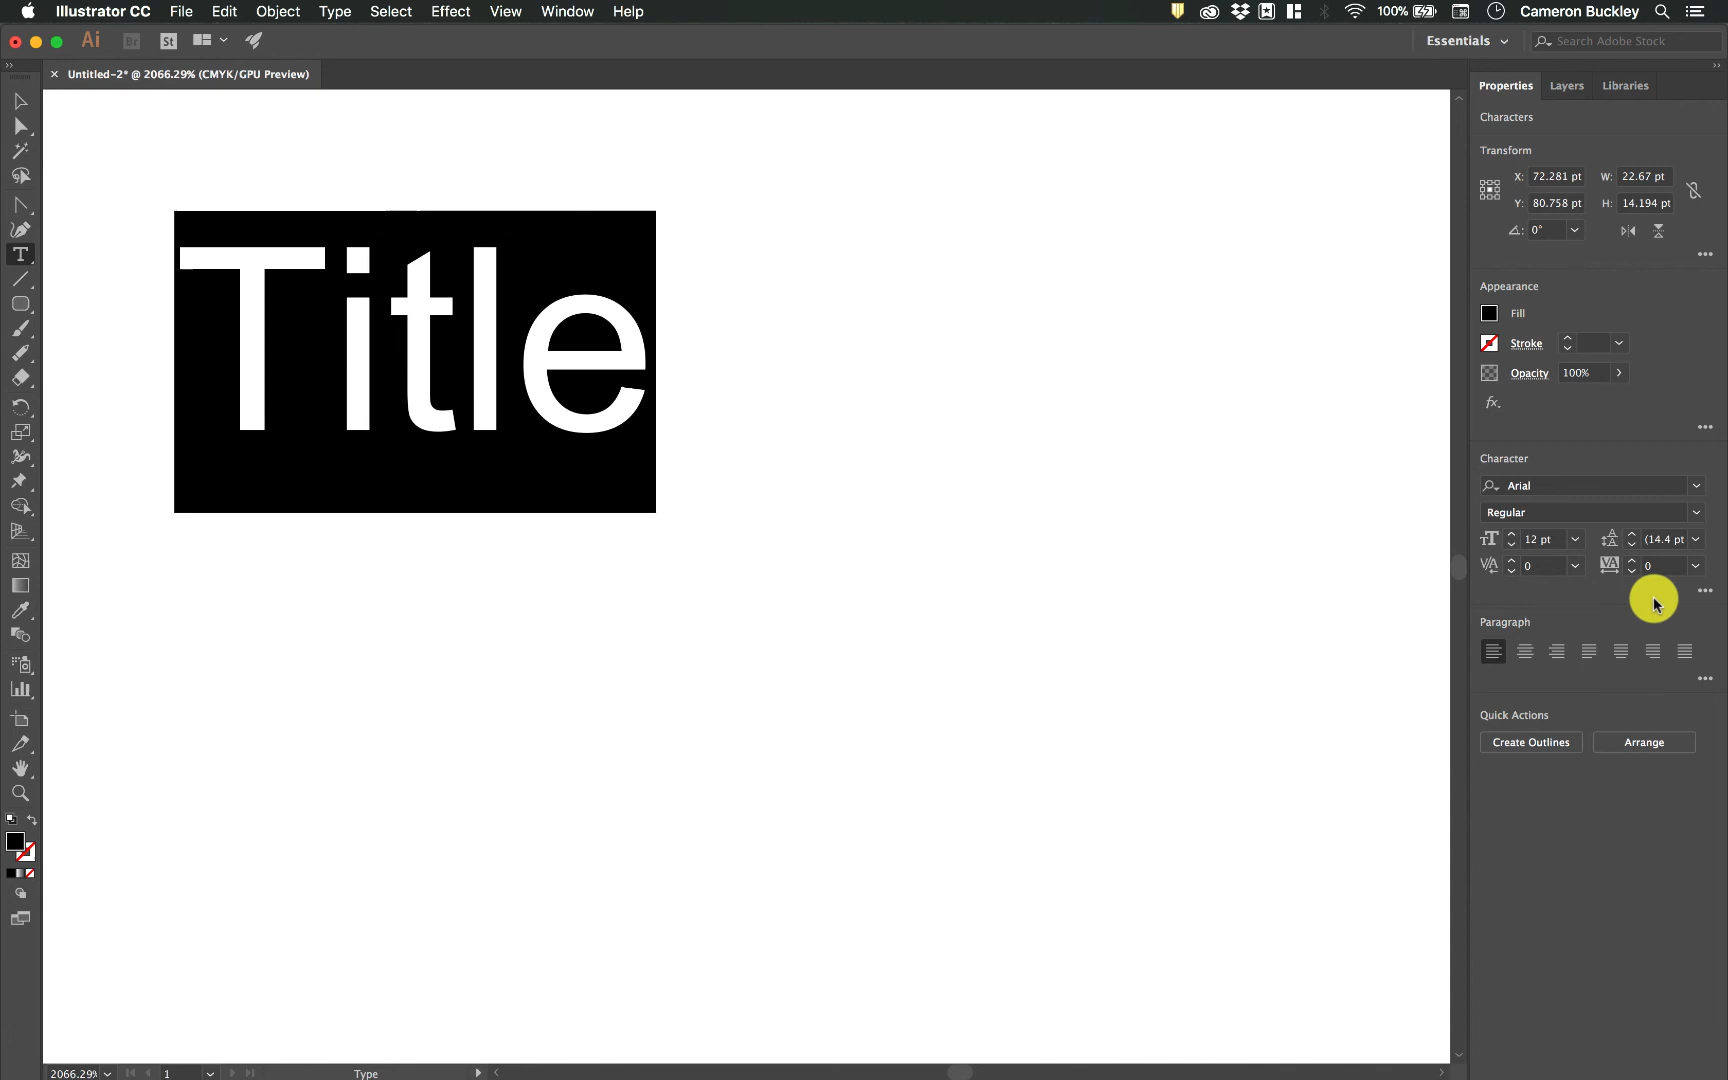 Illustrator CC File Edit Object Type Select Effect View Window Help 100% Cameron Buckley
Ai Br St Essentials Search Adobe Stock
Untitled-2* @ 2066.29% (CMYK/GPU Preview)
Properties Layers Libraries
Characters
Transform
X: 72.281 pt W: 22.67 pt
Y: 80.758 pt H: 14.194 pt
0°
Appearance
Fill
Stroke
Opacity 100%
fx
Character
Arial
Regular
12 pt (14.4 pt
0 0
Paragraph
Quick Actions
Create Outlines Arrange
Title
2066.29% 1 Type